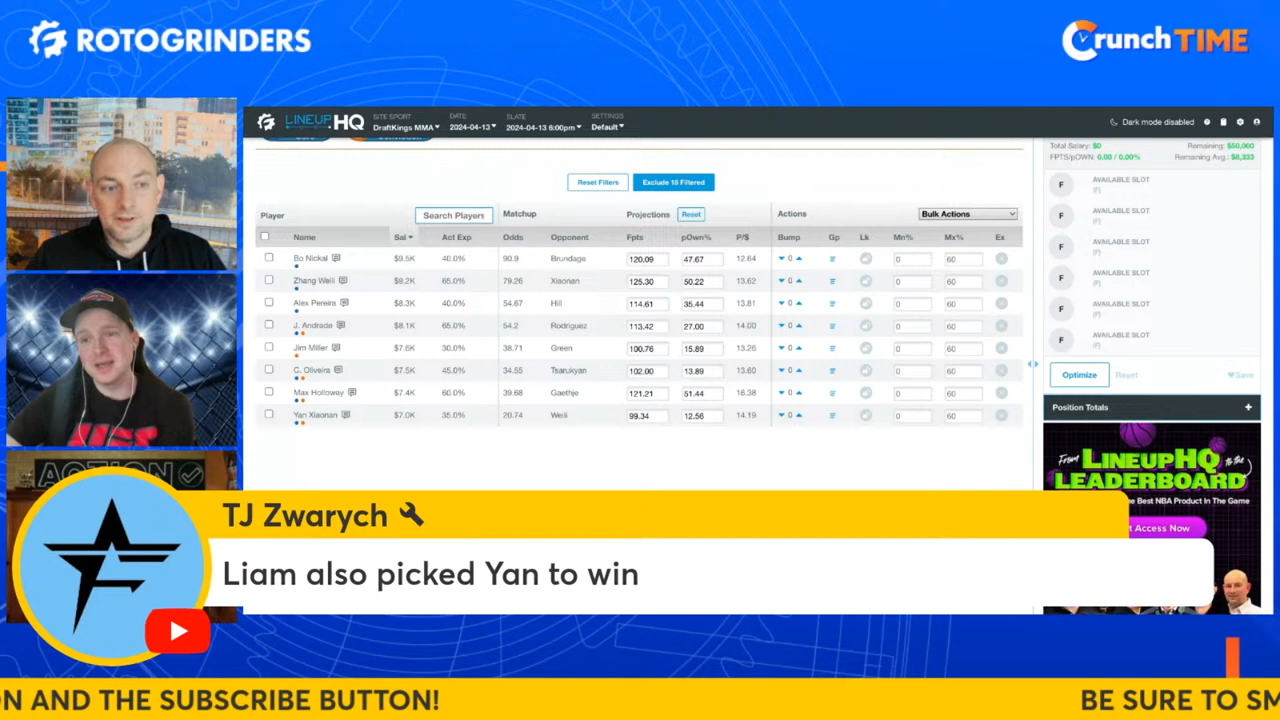 ROTOGRINDERS
CrunchTIME
LINEUPHQ
SITE SPORT
DraftKings MMA
DATE
2024-04-13
SLATE
2024-04-13 6:00pm
SETTINGS
Default
Dark mode disabled
Reset Filters
Exclude 18 Filtered
Total Salary: $0
Remaining: $50,000
FPTS/pOWN: 0.00 / 0.00%
Remaining Avg.: $8,333
Player
Search Players
Matchup
Projections
Reset
Actions
Bulk Actions
Name Sal Act Exp Odds Opponent Fpts pOwn% P/$ Bump Gp Lk Mn% Mx% Ex
Bo Nickal $9.5K 40.0% 90.9 Brundage 120.09 47.67 12.64 0 0 60
Zhang Weili $9.2K 65.0% 79.26 Xiaonan 125.30 50.22 13.62 0 0 60
Alex Pereira $8.3K 40.0% 54.67 Hill 114.61 35.44 13.81 0 0 60
J. Andrade $8.1K 65.0% 54.2 Rodriguez 113.42 27.00 14.00 0 0 60
Jim Miller $7.6K 30.0% 38.71 Green 100.76 15.89 13.26 0 0 60
C. Oliveira $7.5K 45.0% 34.55 Tsarukyan 102.00 13.89 13.60 0 0 60
Max Holloway $7.4K 60.0% 39.68 Gaethje 121.21 51.44 16.38 0 0 60
Yan Xiaonan $7.0K 35.0% 20.74 Weili 99.34 12.56 14.19 0 0 60
F AVAILABLE SLOT
(F)
F AVAILABLE SLOT
(F)
F AVAILABLE SLOT
(F)
F AVAILABLE SLOT
(F)
F AVAILABLE SLOT
(F)
F AVAILABLE SLOT
(F)
Optimize
Reset
Save
Position Totals
+
From LINEUPHQ to the
LEADERBOARD
Best NBA Product In The Game
Access Now
ACTION
TJ Zwarych
Liam also picked Yan to win
ON AND THE SUBSCRIBE BUTTON!
BE SURE TO SM